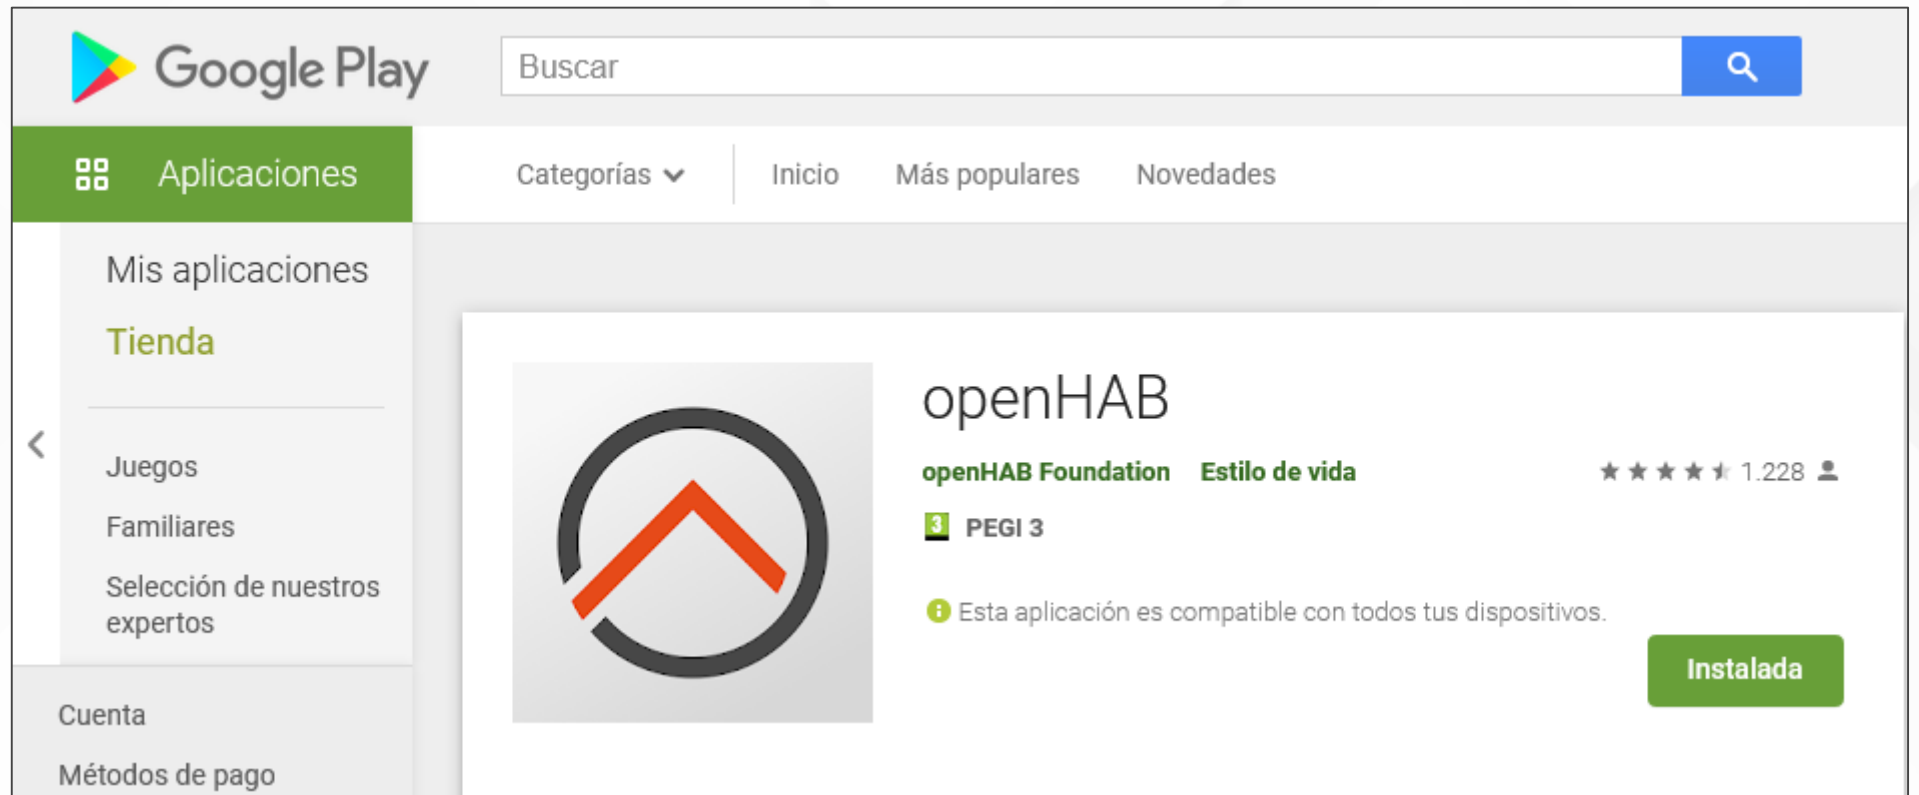 Google Play
Buscar
Aplicaciones
Categorías
Inicio
Más populares
Novedades
Mis aplicaciones
Tienda
Juegos
Familiares
Selección de nuestros
expertos
Cuenta
Métodos de pago
openHAB
openHAB Foundation Estilo de vida
1.228
3 PEGI 3
Esta aplicación es compatible con todos tus dispositivos.
Instalada